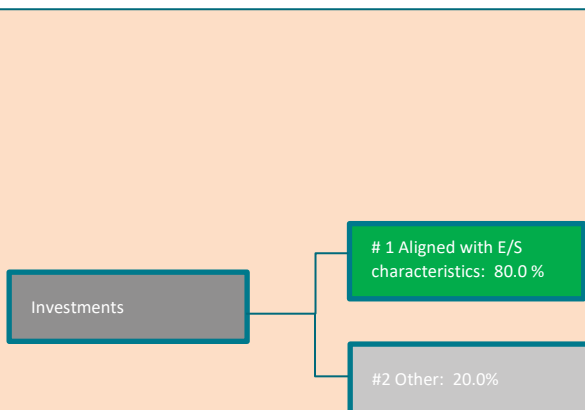 # 1 Aligned with E/S
characteristics: 80.0 %
Investments
#2 Other: 20.0%